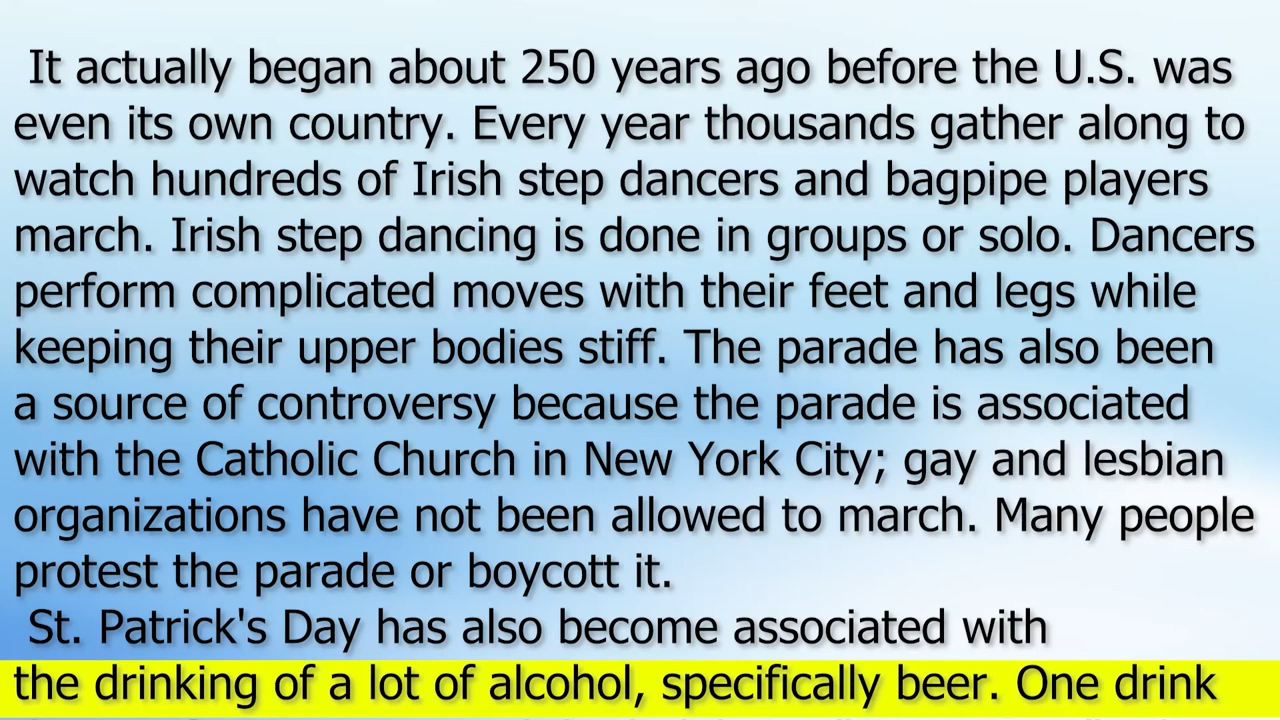 It actually began about 250 years ago before the U.S. was
even its own country. Every year thousands gather along to
watch hundreds of Irish step dancers and bagpipe players
march. Irish step dancing is done in groups or solo. Dancers
perform complicated moves with their feet and legs while
keeping their upper bodies stiff. The parade has also been
a source of controversy because the parade is associated
with the Catholic Church in New York City; gay and lesbian
organizations have not been allowed to march. Many people
protest the parade or boycott it.
St. Patrick's Day has also become associated with
the drinking of a lot of alcohol, specifically beer. One drink